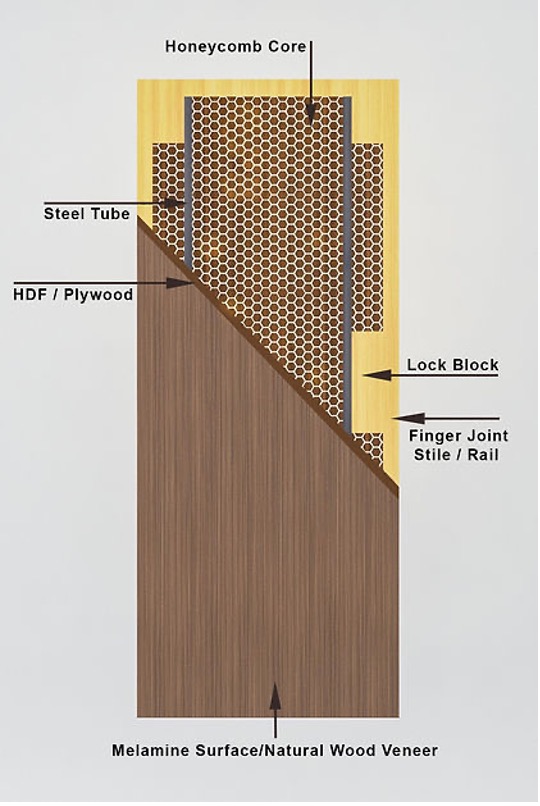 Honeycomb Core
Steel Tube
HDF / Plywood
Lock Block
Finger Joint
Stile / Rail
Melamine Surface/Natural Wood Veneer